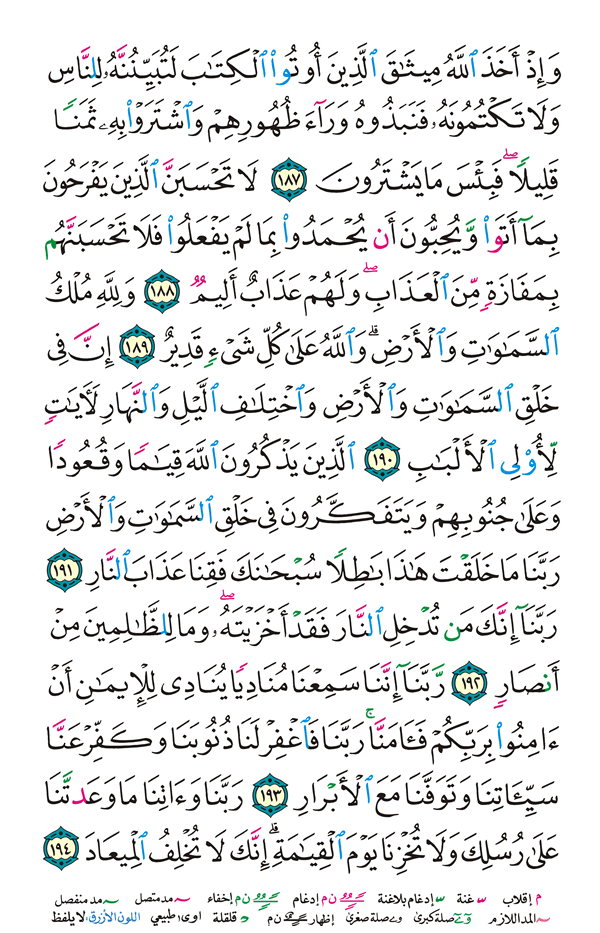 وَإِذْ أَخَذَ ٱللَّهُ مِيثَٰقَ ٱلَّذِينَ أُوتُوا۟ ٱلْكِتَٰبَ لَتُبَيِّنُنَّهُۥ لِلنَّاسِ
وَلَا تَكْتُمُونَهُۥ فَنَبَذُوهُ وَرَآءَ ظُهُورِهِمْ وَٱشْتَرَوْا۟ بِهِۦ ثَمَنًا
قَلِيلًا ۖ فَبِئْسَ مَا يَشْتَرُونَ ١٨٧ لَا تَحْسَبَنَّ ٱلَّذِينَ يَفْرَحُونَ
بِمَآ أَتَوا۟ وَّيُحِبُّونَ أَن يُحْمَدُوا۟ بِمَا لَمْ يَفْعَلُوا۟ فَلَا تَحْسَبَنَّهُم
بِمَفَازَةٍ مِّنَ ٱلْعَذَابِ ۖ وَلَهُمْ عَذَابٌ أَلِيمٌ ١٨٨ وَلِلَّهِ مُلْكُ
ٱلسَّمَٰوَٰتِ وَٱلْأَرْضِ ۗ وَٱللَّهُ عَلَىٰ كُلِّ شَىْءٍ قَدِيرٌ ١٨٩ إِنَّ فِى
خَلْقِ ٱلسَّمَٰوَٰتِ وَٱلْأَرْضِ وَٱخْتِلَٰفِ ٱلَّيْلِ وَٱلنَّهَارِ لَءَايَٰتٍ
لِّأُو۟لِى ٱلْأَلْبَٰبِ ١٩٠ ٱلَّذِينَ يَذْكُرُونَ ٱللَّهَ قِيَٰمًا وَقُعُودًا
وَعَلَىٰ جُنُوبِهِمْ وَيَتَفَكَّرُونَ فِى خَلْقِ ٱلسَّمَٰوَٰتِ وَٱلْأَرْضِ
رَبَّنَا مَا خَلَقْتَ هَٰذَا بَٰطِلًا سُبْحَٰنَكَ فَقِنَا عَذَابَ ٱلنَّارِ ١٩١
رَبَّنَآ إِنَّكَ مَن تُدْخِلِ ٱلنَّارَ فَقَدْ أَخْزَيْتَهُۥ ۖ وَمَا لِلظَّٰلِمِينَ مِنْ
أَنصَارٍ ١٩٢ رَّبَّنَآ إِنَّنَا سَمِعْنَا مُنَادِيًا يُنَادِى لِلْإِيمَٰنِ أَنْ
ءَامِنُوا۟ بِرَبِّكُمْ فَـَٔامَنَّا ۚ رَبَّنَا فَٱغْفِرْ لَنَا ذُنُوبَنَا وَكَفِّرْ عَنَّا
سَيِّـَٔاتِنَا وَتَوَفَّنَا مَعَ ٱلْأَبْرَارِ ١٩٣ رَبَّنَا وَءَاتِنَا مَا وَعَدتَّنَا
عَلَىٰ رُسُلِكَ وَلَا تُخْزِنَا يَوْمَ ٱلْقِيَٰمَةِ ۗ إِنَّكَ لَا تُخْلِفُ ٱلْمِيعَادَ ١٩٤
م إقلاب س غنة س إدغام بلاغنة ن م إدغام ن م إخفاء مد متصل مد منفصل
المد اللازم صلة كبرى صلة صغرى إظهار ن م د قلقلة اوى طبيعي اللون الأزرق: لا يلفظ